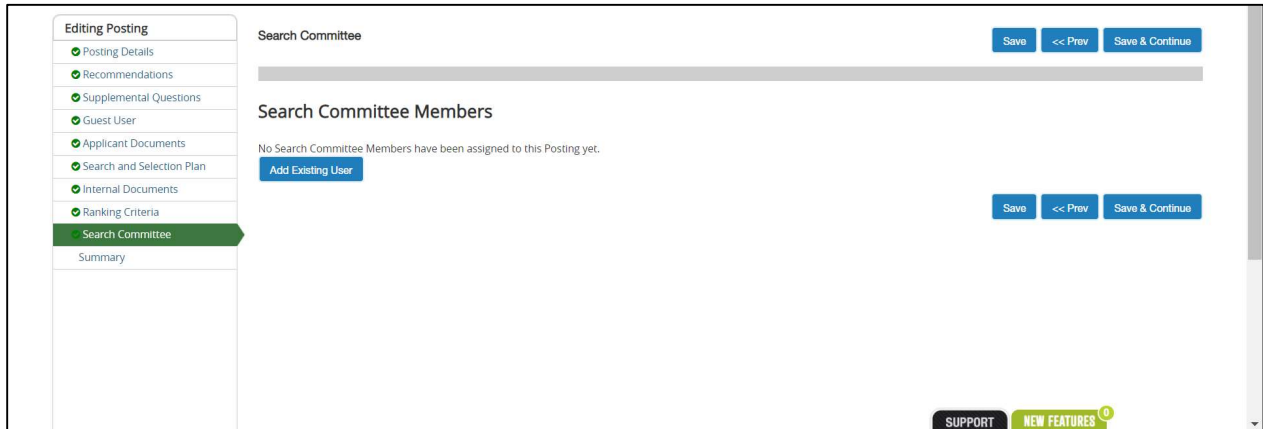 Editing Posting
Posting Details
Recommendations
Supplemental Questions
Guest User
Applicant Documents
Search and Selection Plan
Internal Documents
Ranking Criteria
Search Committee
Summary
Search Committee
Save
<< Prev
Save & Continue
Search Committee Members
No Search Committee Members have been assigned to this Posting yet.
Add Existing User
Save
<< Prev
Save & Continue
SUPPORT
NEW FEATURES
0